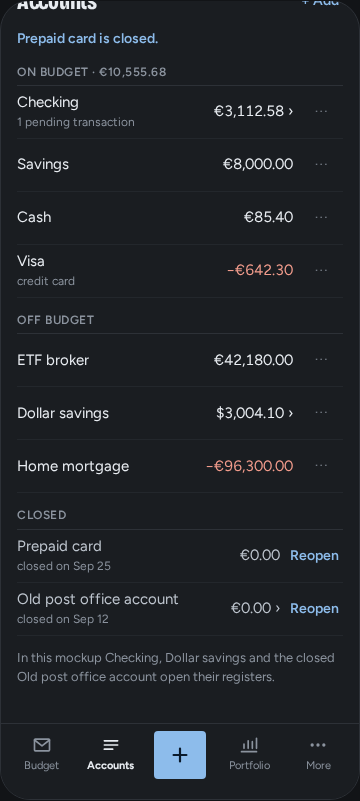 Accounts + Add
Prepaid card is closed.
ON BUDGET · €10,555.68
Checking €3,112.58 › ···
1 pending transaction
Savings €8,000.00 ···
Cash €85.40 ···
Visa −€642.30 ···
credit card
OFF BUDGET
ETF broker €42,180.00 ···
Dollar savings $3,004.10 › ···
Home mortgage −€96,300.00 ···
CLOSED
Prepaid card €0.00 Reopen
closed on Sep 25
Old post office account €0.00 › Reopen
closed on Sep 12
In this mockup Checking, Dollar savings and the closed
Old post office account open their registers.
Budget Accounts + Portfolio More